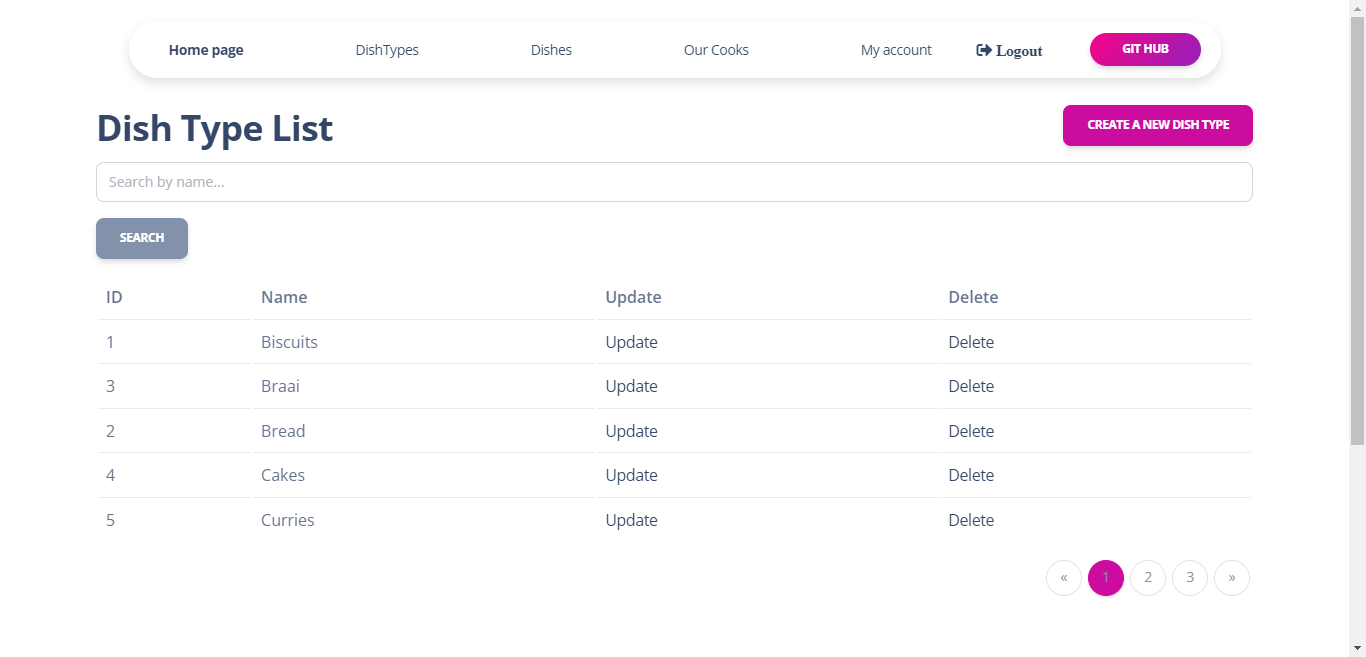 Home page DishTypes Dishes Our Cooks My account Logout GIT HUB
Dish Type List CREATE A NEW DISH TYPE
Search by name...
SEARCH
ID Name Update Delete
1 Biscuits Update Delete
3 Braai Update Delete
2 Bread Update Delete
4 Cakes Update Delete
5 Curries Update Delete
« 1 2 3 »